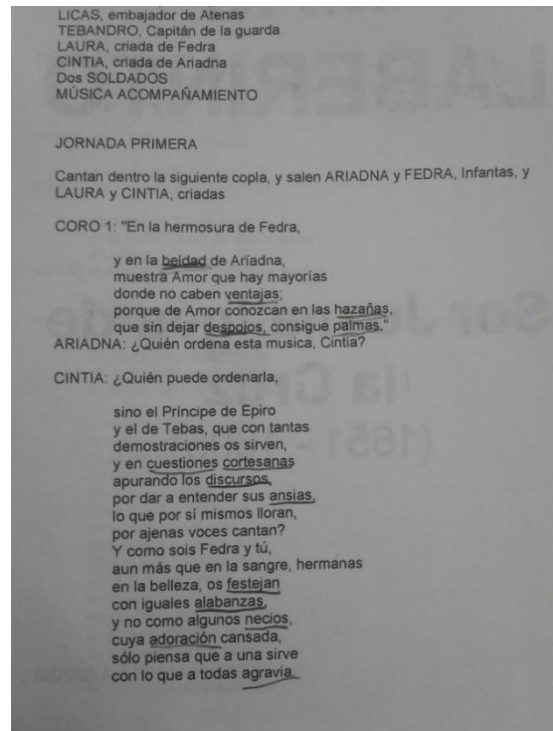 LICAS, embajador de Atenas
TEBANDRO, Capitán de la guarda
LAURA, criada de Fedra
CINTIA, criada de Ariadna
Dos SOLDADOS
MÚSICA ACOMPAÑAMIENTO
JORNADA PRIMERA
Cantan dentro la siguiente copla, y salen ARIADNA y FEDRA, Infantas, y
LAURA y CINTIA, criadas
CORO 1: "En la hermosura de Fedra,
y en la beldad de Arïadna,
muestra Amor que hay mayorías
donde no caben ventajas;
porque de Amor conozcan en las hazañas,
que sin dejar despojos, consigue palmas."
ARIADNA: ¿Quién ordena esta musica, Cintia?
CINTIA: ¿Quién puede ordenarla,
sino el Príncipe de Epiro
y el de Tebas, que con tantas
demostraciones os sirven,
y en cuestiones cortesanas
apurando los discursos,
por dar a entender sus ansias,
lo que por sí mismos lloran,
por ajenas voces cantan?
Y como sois Fedra y tú,
aun más que en la sangre, hermanas
en la belleza, os festejan
con iguales alabanzas,
y no como algunos necios,
cuya adoración cansada,
sólo piensa que a una sirve
con lo que a todas agravia.